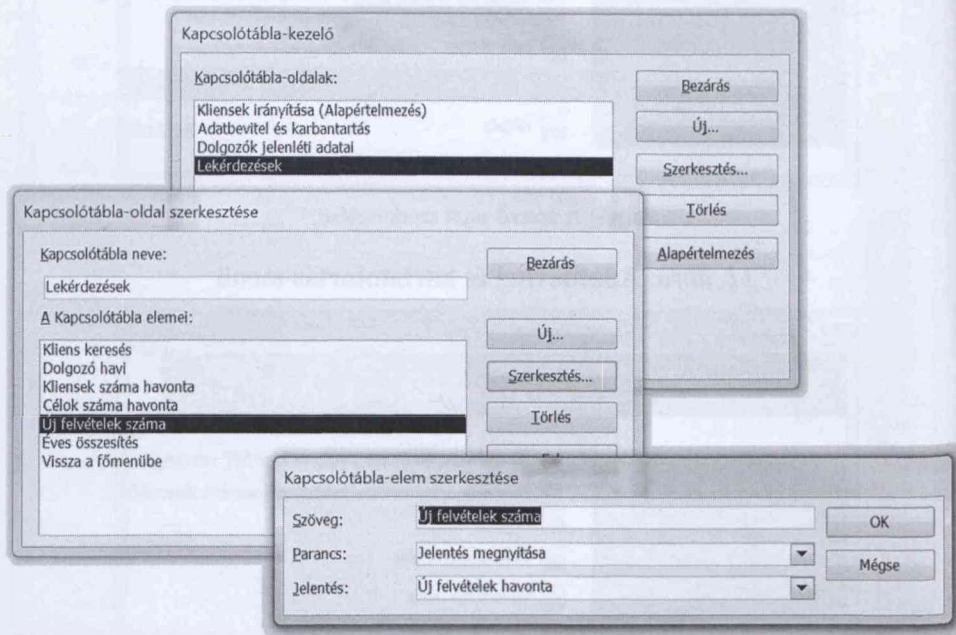 Kapcsolótábla-kezelő
Kapcsolótábla-oldalak:
Kliensek irányítása (Alapértelmezés)
Adatbevitel és karbantartás
Dolgozók jelenléti adatai
Lekérdezések
Bezárás
Új...
Szerkesztés...
Törlés
Alapértelmezés
Kapcsolótábla-oldal szerkesztése
Kapcsolótábla neve:
Lekérdezések
A Kapcsolótábla elemei:
Kliens keresés
Dolgozó havi
Kliensek száma havonta
Célok száma havonta
Új felvételek száma
Éves összesítés
Vissza a főmenübe
Bezárás
Új...
Szerkesztés...
Törlés
Kapcsolótábla-elem szerkesztése
Szöveg: Új felvételek száma
Parancs: Jelentés megnyitása
Jelentés: Új felvételek havonta
OK
Mégse